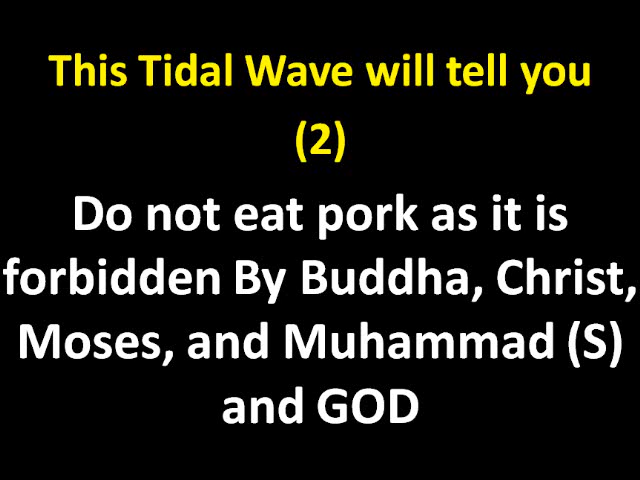 This Tidal Wave will tell you
(2)
Do not eat pork as it is
forbidden By Buddha, Christ,
Moses, and Muhammad (S)
and GOD